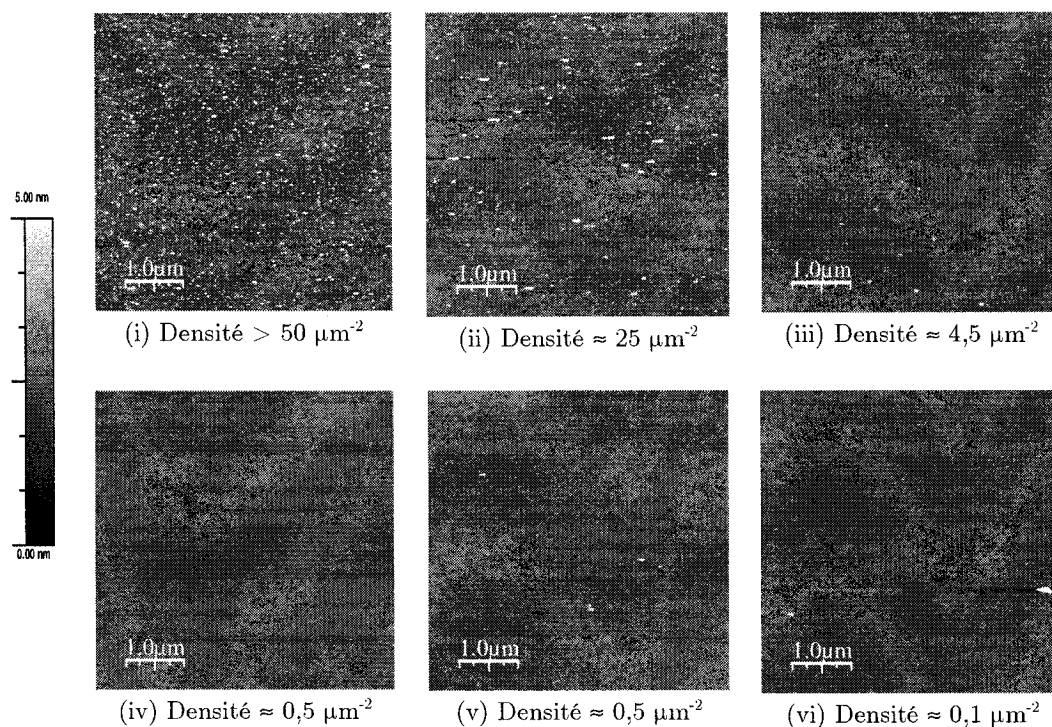 5.00 nm
0.00 nm
1.0µm
1.0µm
1.0µm
(i) Densité > 50 µm-2
(ii) Densité ≈ 25 µm-2
(iii) Densité ≈ 4,5 µm-2
1.0µm
1.0µm
1.0µm
(iv) Densité ≈ 0,5 µm-2
(v) Densité ≈ 0,5 µm-2
(vi) Densité ≈ 0,1 µm-2